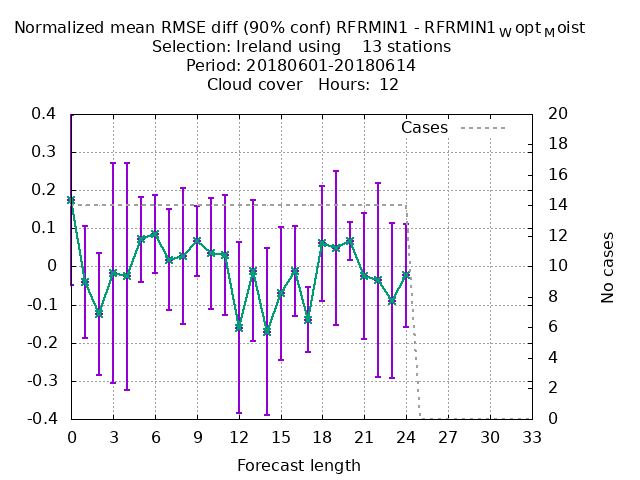 Normalized mean RMSE diff (90% conf) RFRMIN1 - RFRMIN1WoptMoist
Selection: Ireland using 13 stations
Period: 20180601-20180614
Cloud cover Hours: 12
Cases
0.4
0.3
0.2
0.1
0
-0.1
-0.2
-0.3
-0.4
20
18
16
14
12
10
8
6
4
2
0
No cases
0 3 6 9 12 15 18 21 24 27 30 33
Forecast length